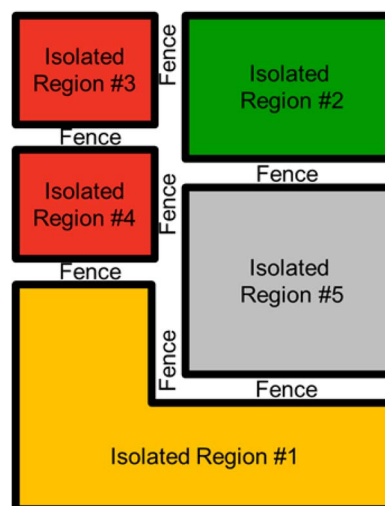 Isolated
Region #3
Fence
Isolated
Region #2
Fence
Fence
Isolated
Region #4
Fence
Fence
Isolated
Region #5
Fence
Fence
Isolated Region #1